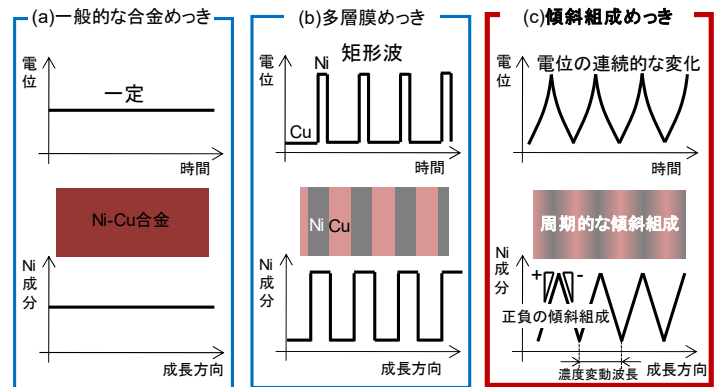 (a)一般的な合金めっき
電位
一定
時間
Ni-Cu合金
Ni成分
成長方向
(b)多層膜めっき
電位
矩形波
Ni
Cu
時間
Ni Cu
Ni成分
成長方向
(c)傾斜組成めっき
電位
電位の連続的な変化
時間
周期的な傾斜組成
Ni成分
+ -
正負の傾斜組成
濃度変動波長
成長方向